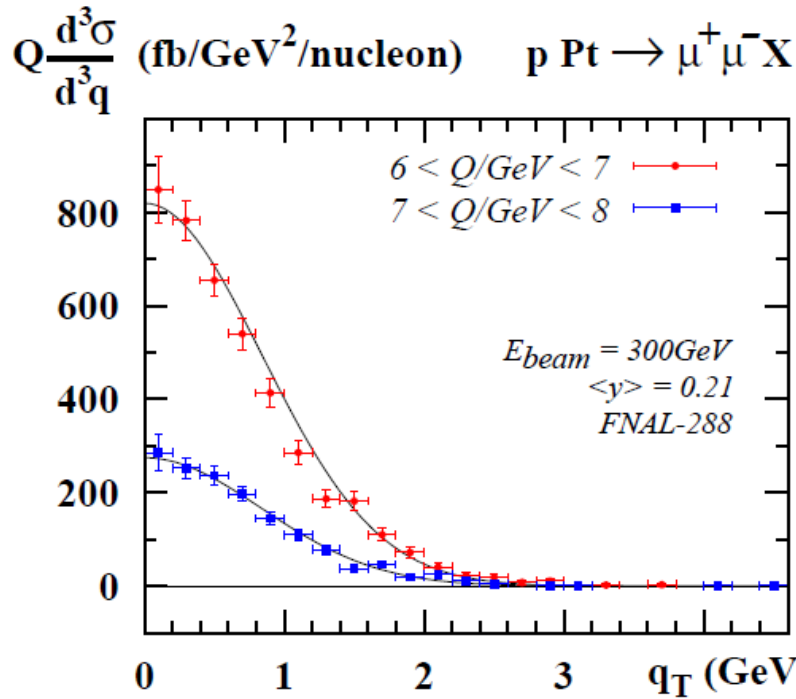 Q d³σ/d³q (fb/GeV²/nucleon) p Pt → μ⁺μ⁻X
6 < Q/GeV < 7
7 < Q/GeV < 8
E_beam = 300GeV
<y> = 0.21
FNAL-288
800
600
400
200
0
0 1 2 3 q_T (GeV